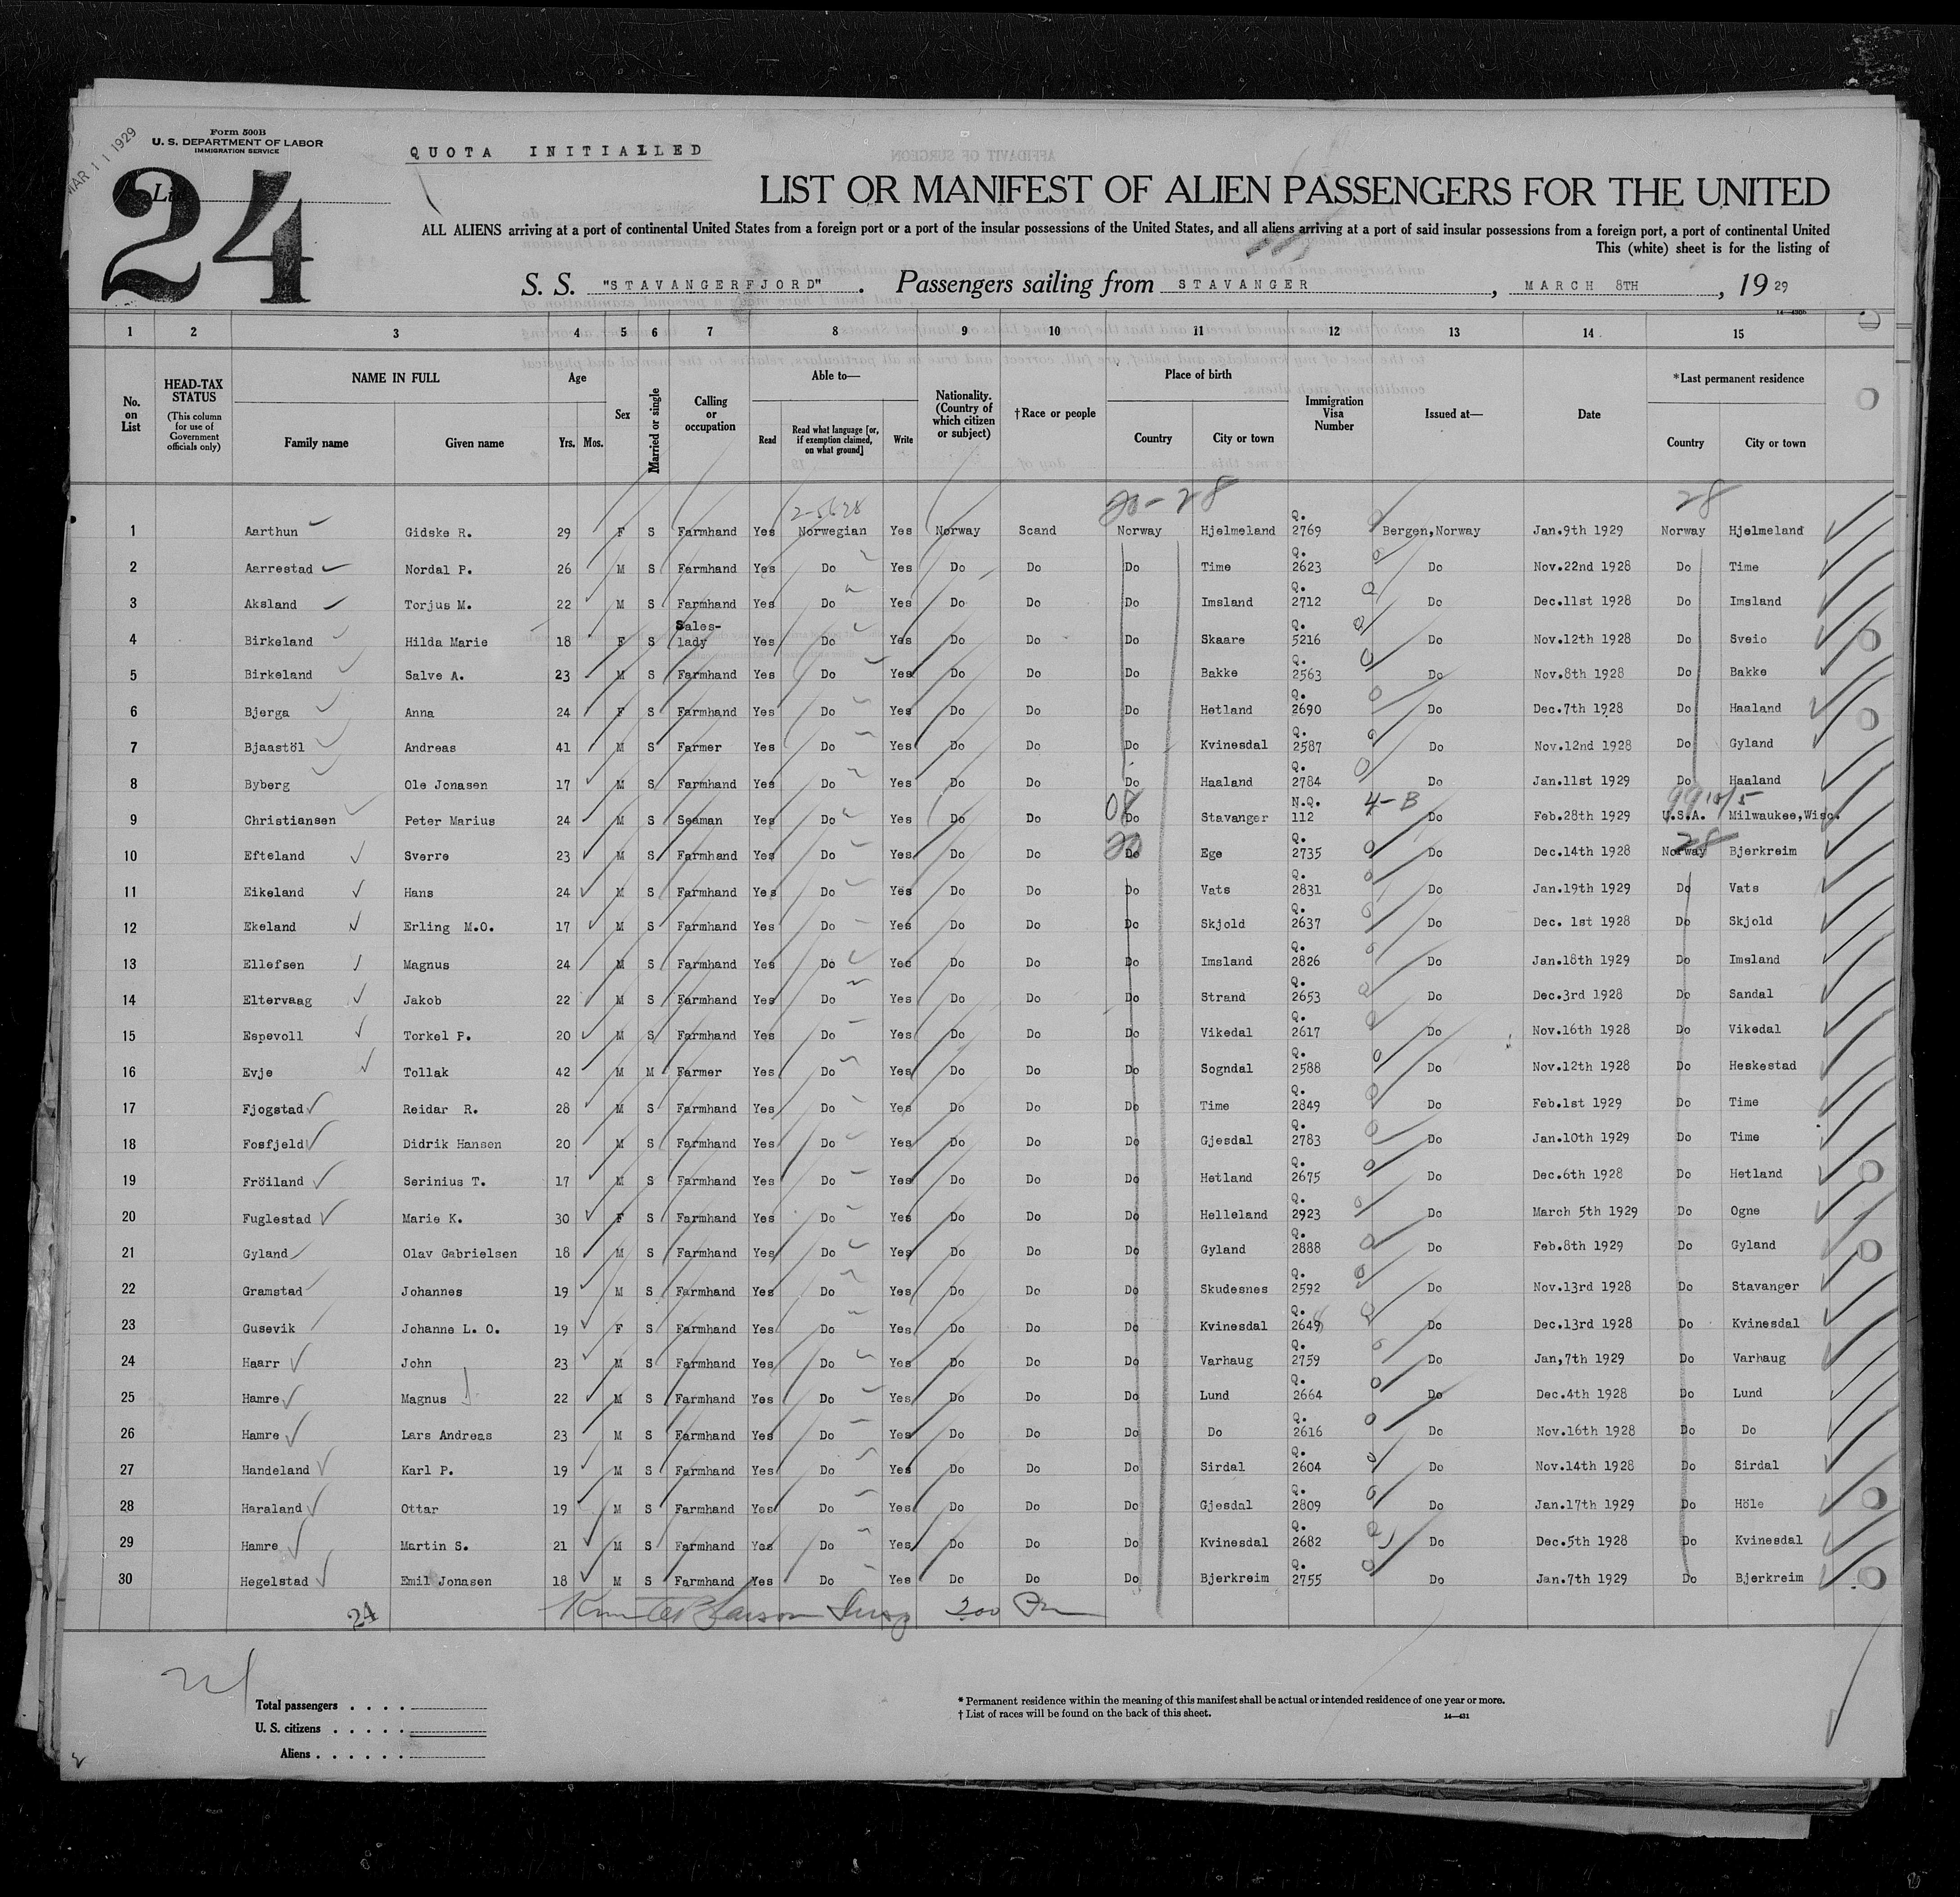 MAR 11 1929
Form 500B
U. S. DEPARTMENT OF LABOR
IMMIGRATION SERVICE
24
QUOTA INITIALLED
LIST OR MANIFEST OF ALIEN PASSENGERS FOR THE UNITED
ALL ALIENS arriving at a port of continental United States from a foreign port or a port of the insular possessions of the United States, and all aliens arriving at a port of said insular possessions from a foreign port, a port of continental United
This (white) sheet is for the listing of
S. S. "STAVANGERFJORD". Passengers sailing from STAVANGER, MARCH 8TH, 1929
1 2 3 4 5 6 7 8 9 10 11 12 13 14 15
No. on List
HEAD-TAX STATUS (This column for use of Government officials only)
NAME IN FULL Family name Given name
Age Yrs. Mos.
Sex
Married or single
Calling or occupation
Able to— Read Read what language [or, if exemption claimed, on what ground] Write
Nationality. (Country of which citizen or subject)
†Race or people
Place of birth Country City or town
Immigration Visa Number
Issued at—
Date
*Last permanent residence Country City or town
2-5628 20-28 28
1 Aarthun Gidske R. 29 F S Farmhand Yes Norwegian Yes Norway Scand Norway Hjelmeland Q. 2769 Bergen,Norway Jan.9th 1929 Norway Hjelmeland
2 Aarrestad Nordal P. 26 M S Farmhand Yes Do Yes Do Do Do Time Q. 2623 Do Nov.22nd 1928 Do Time
3 Aksland Torjus M. 22 M S Farmhand Yes Do Yes Do Do Do Imsland Q. 2712 Do Dec.11st 1928 Do Imsland
4 Birkeland Hilda Marie 18 F S Sales-lady Yes Do Yes Do Do Do Skaare Q. 5216 Do Nov.12th 1928 Do Sveio
5 Birkeland Salve A. 23 M S Farmhand Yes Do Yes Do Do Do Bakke Q. 2563 Do Nov.8th 1928 Do Bakke
6 Bjerga Anna 24 F S Farmhand Yes Do Yes Do Do Do Hetland Q. 2690 Do Dec.7th 1928 Do Haaland
7 Bjaastöl Andreas 41 M S Farmer Yes Do Yes Do Do Do Kvinesdal Q. 2587 Do Nov.12nd 1928 Do Gyland
8 Byberg Ole Jonasen 17 M S Farmhand Yes Do Yes Do Do Do Haaland Q. 2784 Do Jan.11st 1929 Do Haaland
9 Christiansen Peter Marius 24 M S Seaman Yes Do Yes Do Do Do Stavanger N.Q. 112 4-B Do Feb.28th 1929 U.S.A. Milwaukee,Wisc.
10 Efteland Sverre 23 M S Farmhand Yes Do Yes Do Do 20 Do Ege Q. 2735 Do Dec.14th 1928 28 Norway Bjerkreim
11 Eikeland Hans 24 M S Farmhand Yes Do Yes Do Do Do Vats Q. 2831 Do Jan.19th 1929 Do Vats
12 Ekeland Erling M.O. 17 M S Farmhand Yes Do Yes Do Do Do Skjold Q. 2637 Do Dec. 1st 1928 Do Skjold
13 Ellefsen Magnus 24 M S Farmhand Yes Do Yes Do Do Do Imsland Q. 2826 Do Jan.18th 1929 Do Imsland
14 Eltervaag Jakob 22 M S Farmhand Yes Do Yes Do Do Do Strand Q. 2653 Do Dec.3rd 1928 Do Sandal
15 Espevoll Torkel P. 20 M S Farmhand Yes Do Yes Do Do Do Vikedal Q. 2617 Do Nov.16th 1928 Do Vikedal
16 Evje Tollak 42 M M Farmer Yes Do Yes Do Do Do Sogndal Q. 2588 Do Nov.12th 1928 Do Heskestad
17 Fjogstad Reidar R. 28 M S Farmhand Yes Do Yes Do Do Do Time Q. 2849 Do Feb.1st 1929 Do Time
18 Fosfjeld Didrik Hansen 20 M S Farmhand Yes Do Yes Do Do Do Gjesdal Q. 2783 Do Jan.10th 1929 Do Time
19 Fröiland Serinius T. 17 M S Farmhand Yes Do Yes Do Do Do Hetland Q. 2675 Do Dec.6th 1928 Do Hetland
20 Fuglestad Marie K. 30 F S Farmhand Yes Do Yes Do Do Do Helleland Q. 2923 Do March 5th 1929 Do Ogne
21 Gyland Olav Gabrielsen 18 M S Farmhand Yes Do Yes Do Do Do Gyland Q. 2888 Do Feb.8th 1929 Do Gyland
22 Gramstad Johannes 19 M S Farmhand Yes Do Yes Do Do Do Skudesnes Q. 2592 Do Nov.13rd 1928 Do Stavanger
23 Gusevik Johanne L. O. 19 F S Farmhand Yes Do Yes Do Do Do Kvinesdal Q. 2649 Do Dec.13rd 1928 Do Kvinesdal
24 Haarr John 23 M S Farmhand Yes Do Yes Do Do Do Varhaug Q. 2759 Do Jan,7th 1929 Do Varhaug
25 Hamre Magnus 22 M S Farmhand Yes Do Yes Do Do Do Lund Q. 2664 Do Dec.4th 1928 Do Lund
26 Hamre Lars Andreas 23 M S Farmhand Yes Do Yes Do Do Do Do Q. 2616 Do Nov.16th 1928 Do Do
27 Handeland Karl P. 19 M S Farmhand Yes Do Yes Do Do Do Sirdal Q. 2604 Do Nov.14th 1928 Do Sirdal
28 Haraland Ottar 19 M S Farmhand Yes Do Yes Do Do Do Gjesdal Q. 2809 Do Jan.17th 1929 Do Höle
29 Hamre Martin S. 21 M S Farmhand Yes Do Yes Do Do Do Kvinesdal Q. 2682 Do Dec.5th 1928 Do Kvinesdal
30 Hegelstad Emil Jonasen 18 M S Farmhand Yes Do Yes Do Do Do Bjerkreim Q. 2755 Do Jan.7th 1929 Do Bjerkreim
24 Larson Insp 200 Pm
Total passengers
U. S. citizens
Aliens
* Permanent residence within the meaning of this manifest shall be actual or intended residence of one year or more.
† List of races will be found on the back of this sheet.
14—431